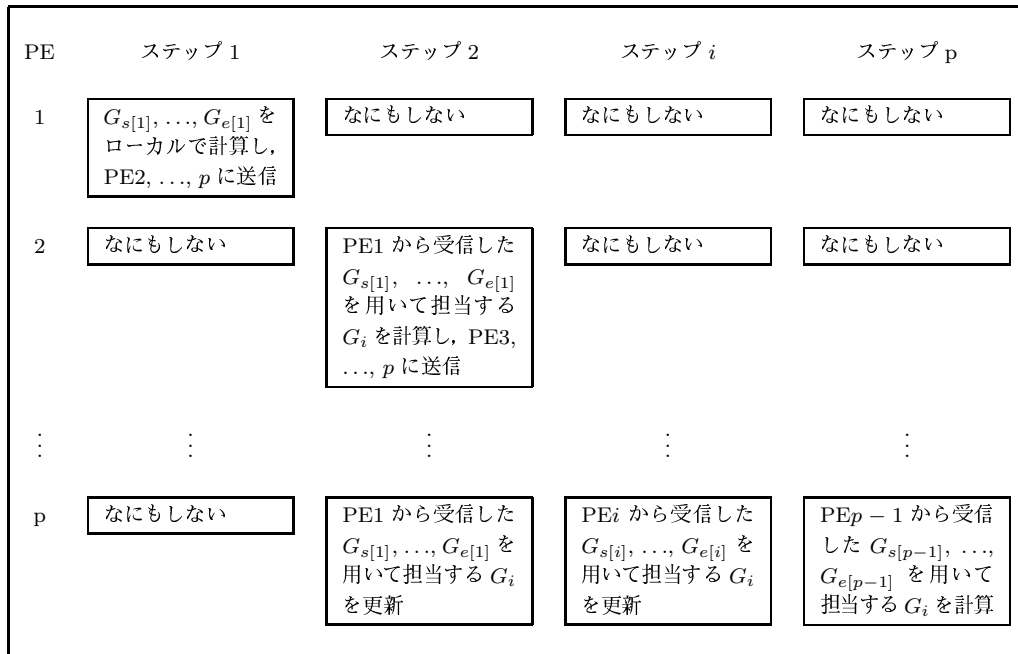 PE ステップ 1 ステップ 2 ステップ i ステップ p
1
G_{s[1]}, …, G_{e[1]} を
ローカルで計算し,
PE2, …, p に送信
なにもしない
なにもしない
なにもしない
2
なにもしない
PE1 から受信した
G_{s[1]}, …, G_{e[1]}
を用いて担当する
G_i を計算し, PE3,
…, p に送信
なにもしない
なにもしない
⋮ ⋮ ⋮ ⋮ ⋮
p
なにもしない
PE1 から受信した
G_{s[1]}, …, G_{e[1]} を
用いて担当する G_i
を更新
PEi から受信した
G_{s[i]}, …, G_{e[i]} を
用いて担当する G_i
を更新
PEp − 1 から受信
した G_{s[p−1]}, …,
G_{e[p−1]} を用いて
担当する G_i を計算